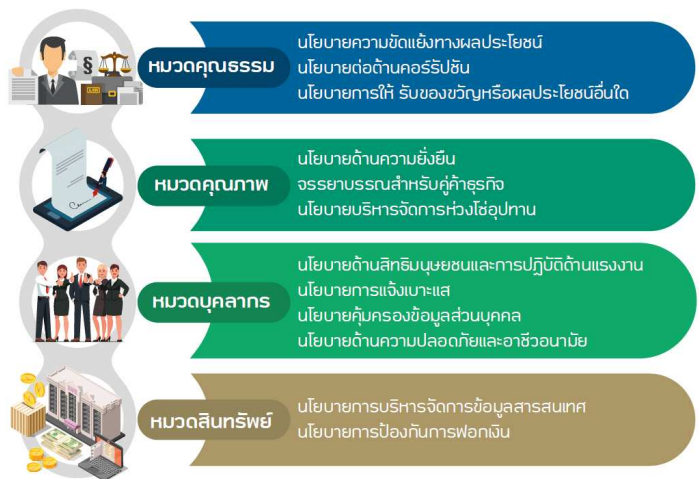 หมวดคุณธรรม
นโยบายความขัดแย้งทางผลประโยชน์
นโยบายต่อต้านคอร์รัปชัน
นโยบายการให้ รับของขวัญหรือผลประโยชน์อื่นใด
หมวดคุณภาพ
นโยบายด้านความยั่งยืน
จรรยาบรรณสำหรับคู่ค้าธุรกิจ
นโยบายบริหารจัดการห่วงโซ่อุปทาน
หมวดบุคลากร
นโยบายด้านสิทธิมนุษยชนและการปฏิบัติด้านแรงงาน
นโยบายการแจ้งเบาะแส
นโยบายคุ้มครองข้อมูลส่วนบุคคล
นโยบายด้านความปลอดภัยและอาชีวอนามัย
หมวดสินทรัพย์
นโยบายการบริหารจัดการข้อมูลสารสนเทศ
นโยบายการป้องกันการฟอกเงิน